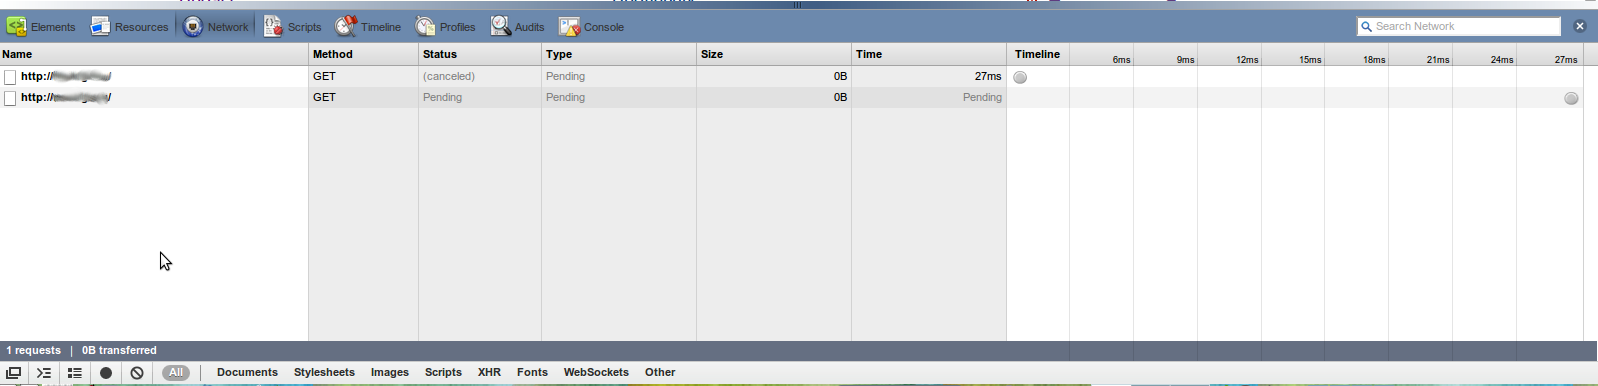 Elements Resources Network Scripts Timeline Profiles Audits Console Search Network
Name Method Status Type Size Time Timeline 6ms 9ms 12ms 15ms 18ms 21ms 24ms 27ms
http:// / GET (canceled) Pending 0B 27ms
http:// / GET Pending Pending 0B Pending
1 requests | 0B transferred
All Documents Stylesheets Images Scripts XHR Fonts WebSockets Other